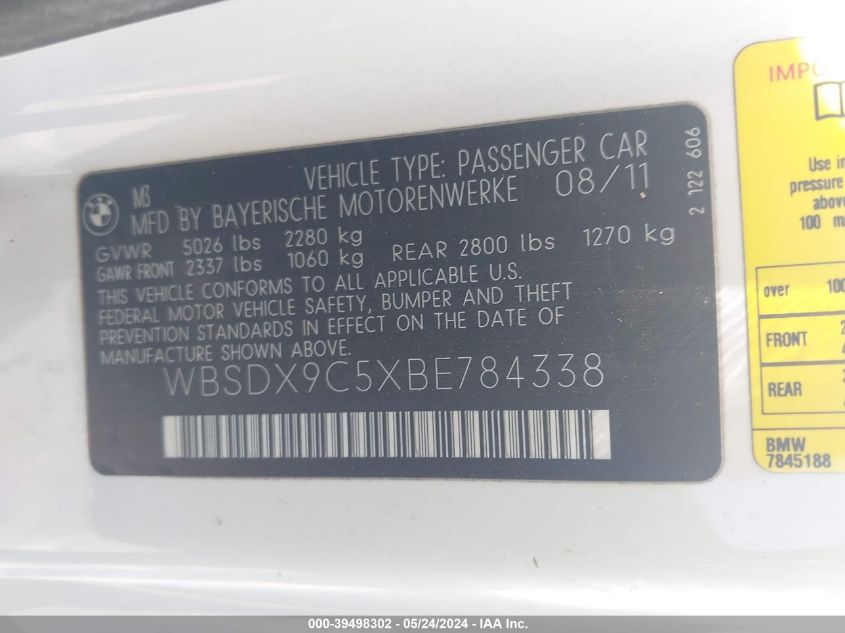 M3 VEHICLE TYPE: PASSENGER CAR
MFD BY BAYERISCHE MOTORENWERKE 08/11
GVWR 5026 lbs 2280 kg
GAWR FRONT 2337 lbs 1060 kg REAR 2800 lbs 1270 kg
THIS VEHICLE CONFORMS TO ALL APPLICABLE U.S.
FEDERAL MOTOR VEHICLE SAFETY, BUMPER AND THEFT
PREVENTION STANDARDS IN EFFECT ON THE DATE OF
MANUFACTURE SHOWN ABOVE.
WBSDX9C5XBE784338
2 122 606
IMPO
Use in
pressure
above
100 m
over 100
FRONT 2
REAR
BMW
7845188
000-39498302 - 05/24/2024 - IAA Inc.